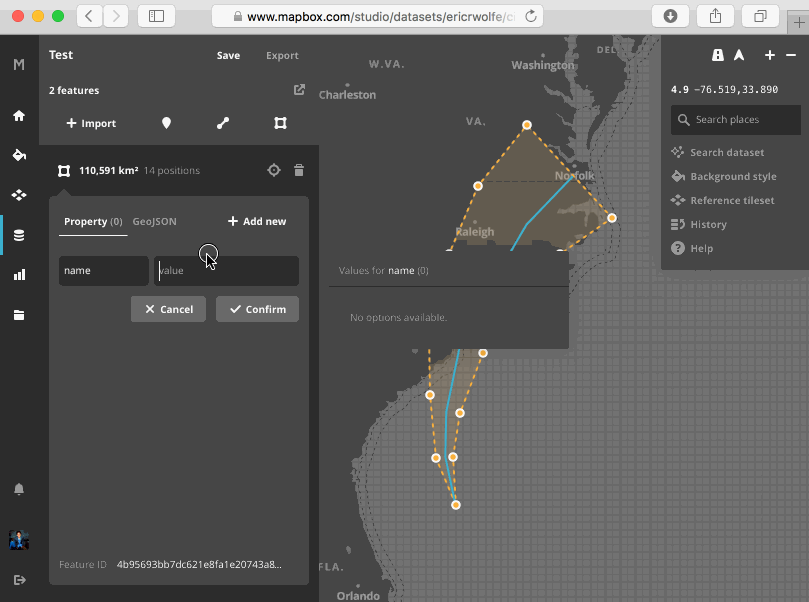 www.mapbox.com/studio/datasets/ericrwolfe/c
M
Test
Save
Export
2 features
Import
110,591 km² 14 positions
Property (0)
GeoJSON
Add new
name
value
Cancel
Confirm
Feature ID 4b95693bb7dc621e8fa1e20743a8...
Values for name (0)
No options available.
W.VA.
Washington
DEL
Charleston
VA.
Norfolk
Raleigh
FLA.
Orlando
4.9 -76.519,33.890
Search places
Search dataset
Background style
Reference tileset
History
Help